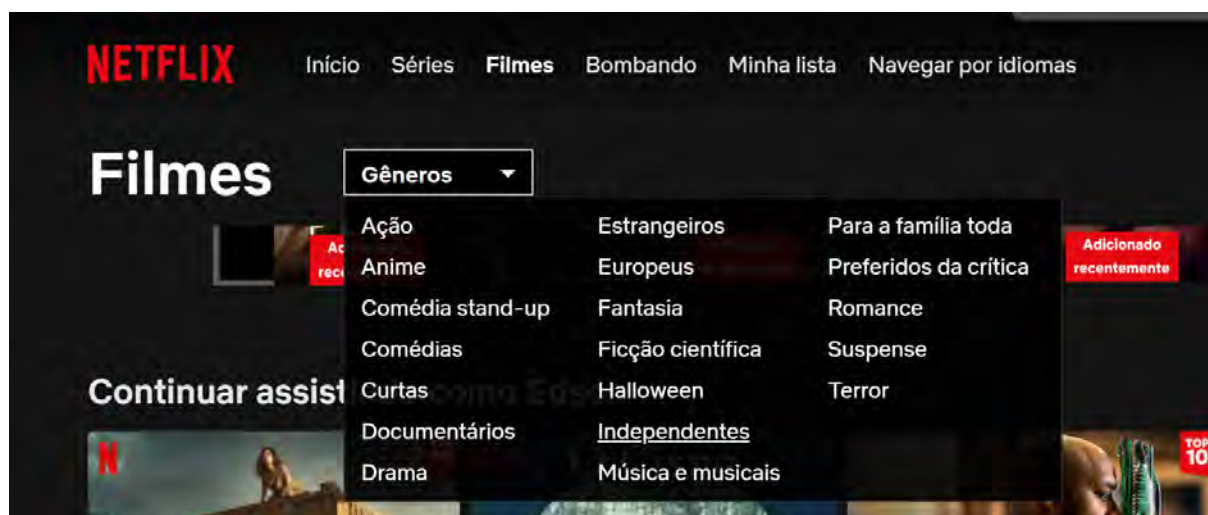 NETFLIX Início Séries Filmes Bombando Minha lista Navegar por idiomas
Filmes Gêneros
Ação Estrangeiros Para a família toda
Adicionado
Anime Europeus Preferidos da crítica recentemente
Comédia stand-up Fantasia Romance
Comédias Ficção científica Suspense
Continuar assist
Curtas Halloween Terror
Documentários Independentes
N TOP
10
Drama Música e musicais